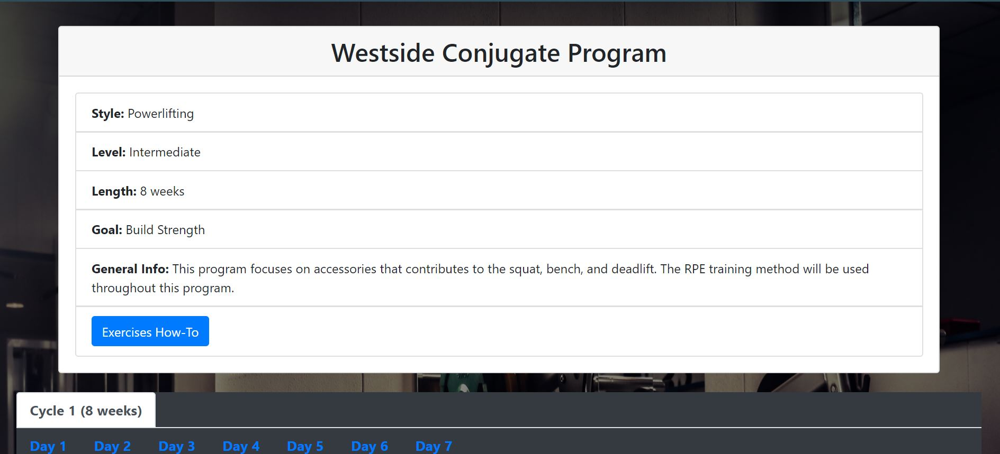 Westside Conjugate Program
Style: Powerlifting
Level: Intermediate
Length: 8 weeks
Goal: Build Strength
General Info: This program focuses on accessories that contributes to the squat, bench, and deadlift. The RPE training method will be used
throughout this program.
Exercises How-To
Cycle 1 (8 weeks)
Day 1 Day 2 Day 3 Day 4 Day 5 Day 6 Day 7